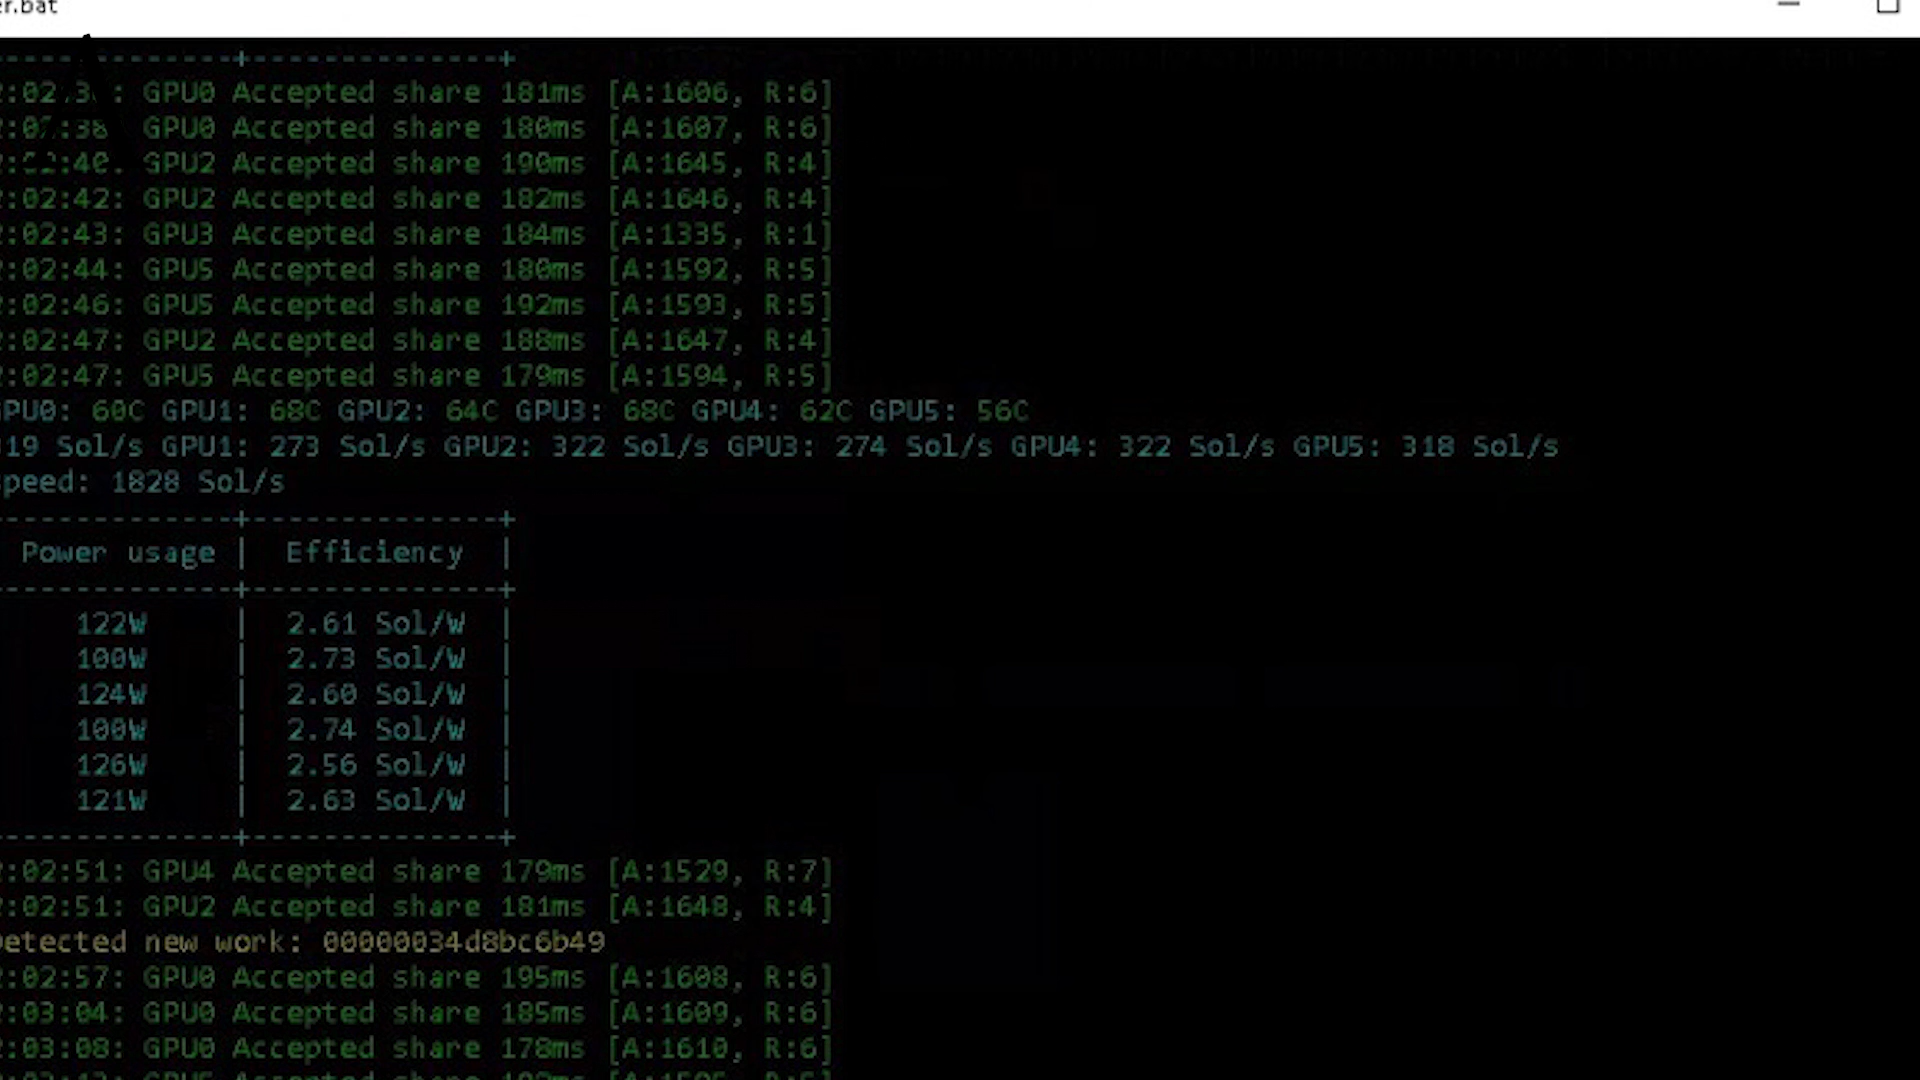 er.bat
:02:3 : GPU0 Accepted share 181ms [A:1606, R:6]
:02:38 GPU0 Accepted share 180ms [A:1607, R:6]
:02:40: GPU2 Accepted share 190ms [A:1645, R:4]
:02:42: GPU2 Accepted share 182ms [A:1646, R:4]
:02:43: GPU3 Accepted share 184ms [A:1335, R:1]
:02:44: GPU5 Accepted share 180ms [A:1592, R:5]
:02:46: GPU5 Accepted share 192ms [A:1593, R:5]
:02:47: GPU2 Accepted share 188ms [A:1647, R:4]
:02:47: GPU5 Accepted share 179ms [A:1594, R:5]
GPU0: 60C GPU1: 68C GPU2: 64C GPU3: 68C GPU4: 62C GPU5: 56C
19 Sol/s GPU1: 273 Sol/s GPU2: 322 Sol/s GPU3: 274 Sol/s GPU4: 322 Sol/s GPU5: 318 Sol/s
speed: 1828 Sol/s
Power usage | Efficiency |
122W | 2.61 Sol/W |
100W | 2.73 Sol/W |
124W | 2.60 Sol/W |
100W | 2.74 Sol/W |
126W | 2.56 Sol/W |
121W | 2.63 Sol/W |
:02:51: GPU4 Accepted share 179ms [A:1529, R:7]
:02:51: GPU2 Accepted share 181ms [A:1648, R:4]
Detected new work: 00000034d8bc6b49
:02:57: GPU0 Accepted share 195ms [A:1608, R:6]
:03:04: GPU0 Accepted share 185ms [A:1609, R:6]
:03:08: GPU0 Accepted share 178ms [A:1610, R:6]